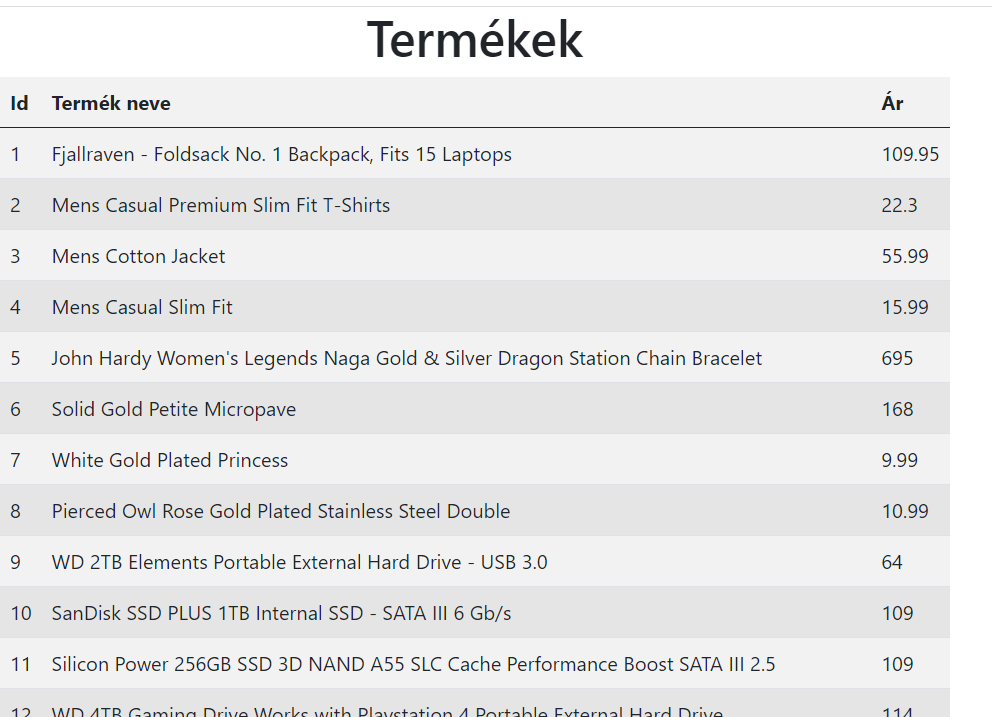 Termékek
Id Termék neve Ár
1 Fjallraven - Foldsack No. 1 Backpack, Fits 15 Laptops 109.95
2 Mens Casual Premium Slim Fit T-Shirts 22.3
3 Mens Cotton Jacket 55.99
4 Mens Casual Slim Fit 15.99
5 John Hardy Women's Legends Naga Gold & Silver Dragon Station Chain Bracelet 695
6 Solid Gold Petite Micropave 168
7 White Gold Plated Princess 9.99
8 Pierced Owl Rose Gold Plated Stainless Steel Double 10.99
9 WD 2TB Elements Portable External Hard Drive - USB 3.0 64
10 SanDisk SSD PLUS 1TB Internal SSD - SATA III 6 Gb/s 109
11 Silicon Power 256GB SSD 3D NAND A55 SLC Cache Performance Boost SATA III 2.5 109
12 WD 4TB Gaming Drive Works with Playstation 4 Portable External Hard Drive 114